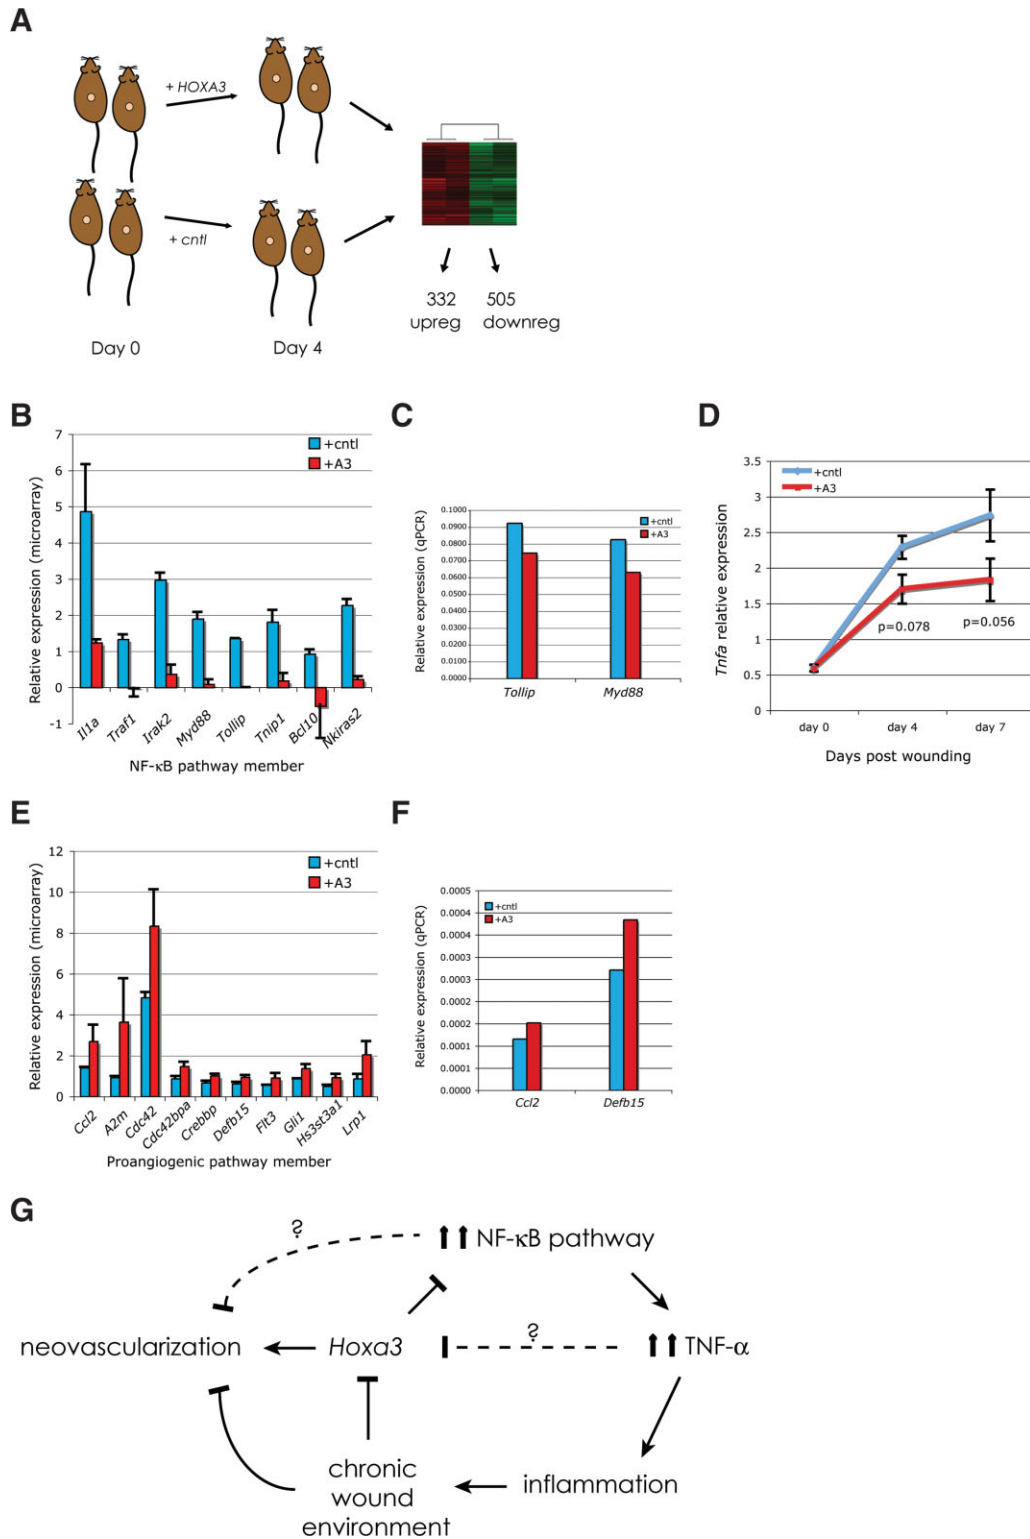 A
+ HOXA3
+ cntl
332 505
upreg downreg
Day 0 Day 4
B
Relative expression (microarray)
7
6
5
4
3
2
1
0
-1
+cntl
+A3
Il1a Traf1 Irak2 Myd88 Tollip Tnip1 Bcl10 Nkiras2
NF-κB pathway member
C
Relative expression (qPCR)
0.1000
0.0900
0.0800
0.0700
0.0600
0.0500
0.0400
0.0300
0.0200
0.0100
0.0000
+cntl
+A3
Tollip Myd88
D
Tnfa relative expression
3.5
3
2.5
2
1.5
1
0.5
0
+cntl
+A3
p=0.078 p=0.056
day 0 day 4 day 7
Days post wounding
E
Relative expression (microarray)
12
10
8
6
4
2
0
+cntl
+A3
Ccl2 A2m Cdc42 Cdc42bpa Crebbp Defb15 Flt3 Gli1 Hs3st3a1 Lrp1
Proangiogenic pathway member
F
Relative expression (qPCR)
0.0005
0.0004
0.0004
0.0003
0.0003
0.0002
0.0002
0.0001
0.0001
0.0000
+cntl
+A3
Ccl2 Defb15
G
?
NF-κB pathway
neovascularization Hoxa3 ? TNF-α
chronic
wound
environment
inflammation